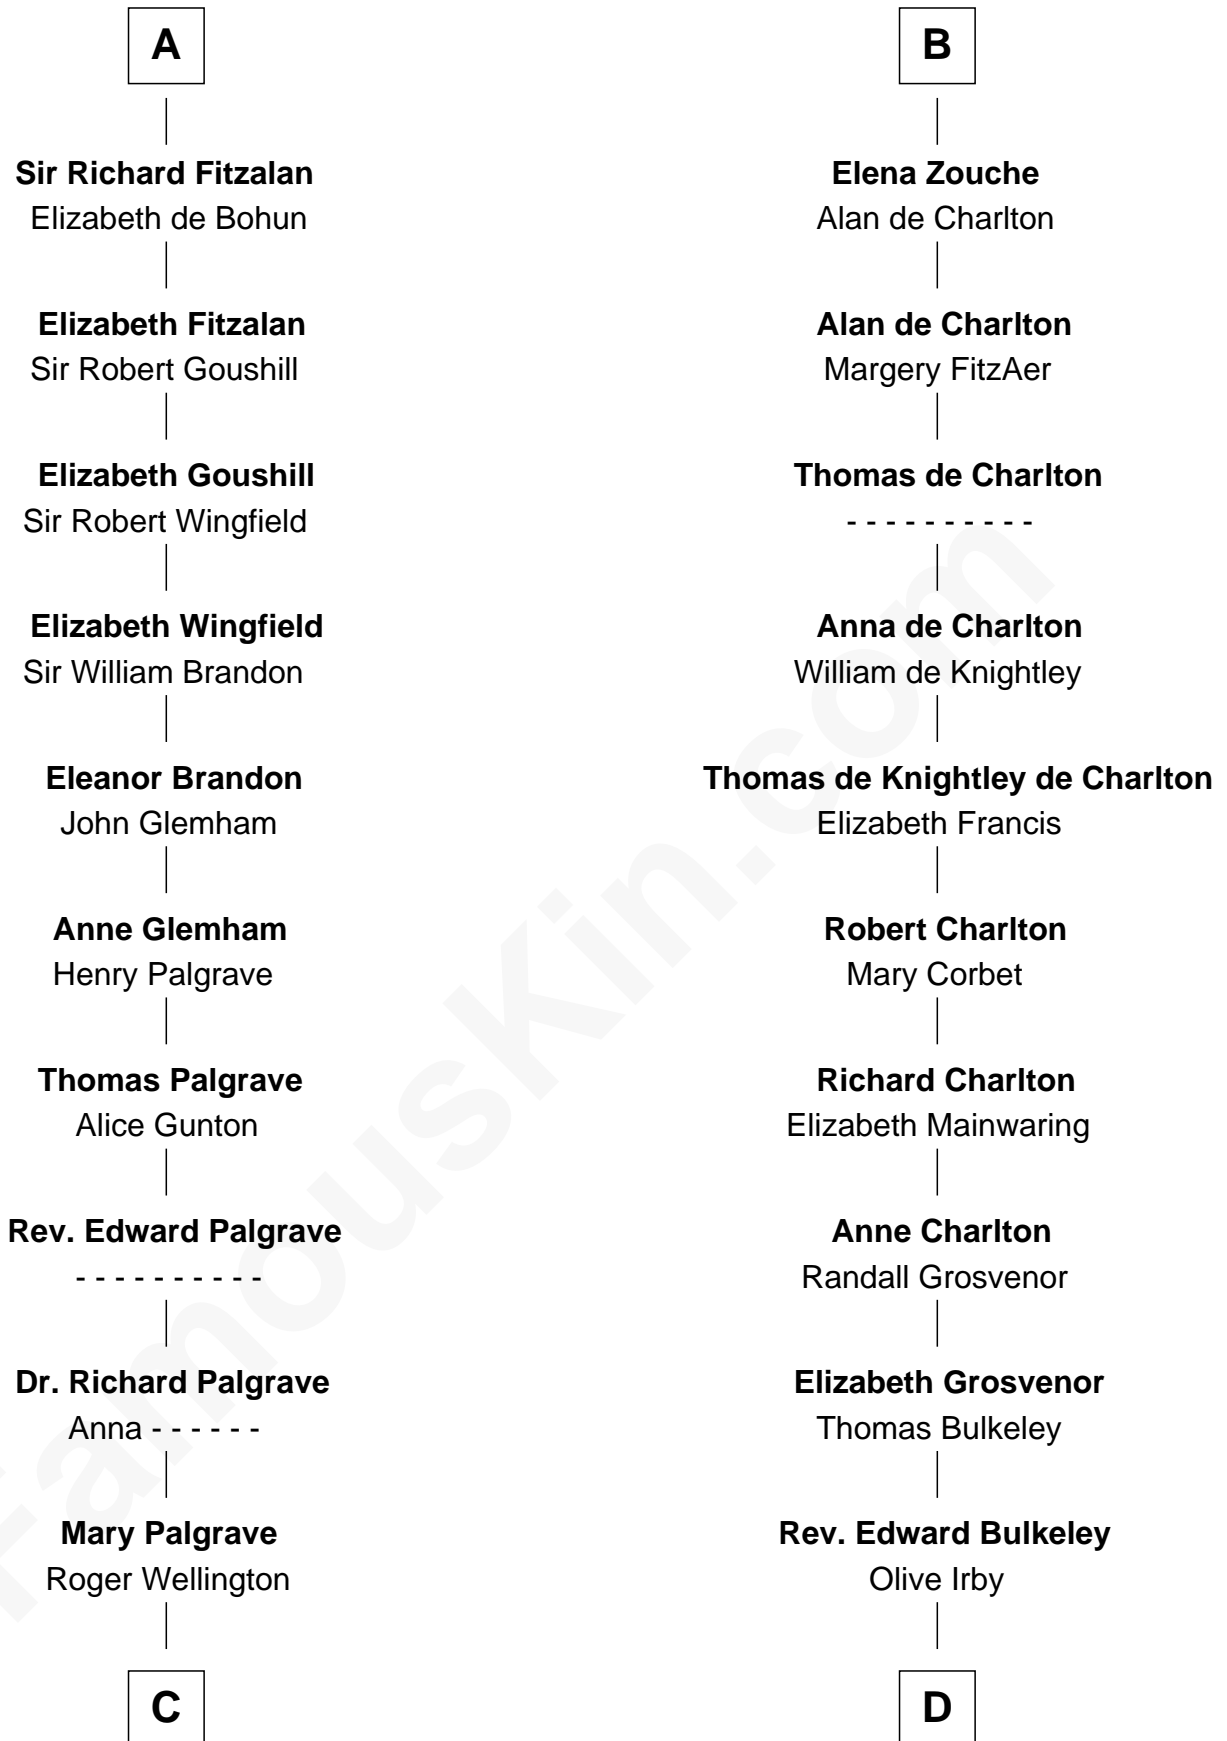 A
Sir Richard Fitzalan
Elizabeth de Bohun
Elizabeth Fitzalan
Sir Robert Goushill
Elizabeth Goushill
Sir Robert Wingfield
Elizabeth Wingfield
Sir William Brandon
Eleanor Brandon
John Glemham
Anne Glemham
Henry Palgrave
Thomas Palgrave
Alice Gunton
Rev. Edward Palgrave
- - - - - - - - - -
Dr. Richard Palgrave
Anna - - - - - -
Mary Palgrave
Roger Wellington
C
B
Elena Zouche
Alan de Charlton
Alan de Charlton
Margery FitzAer
Thomas de Charlton
- - - - - - - - - -
Anna de Charlton
William de Knightley
Thomas de Knightley de Charlton
Elizabeth Francis
Robert Charlton
Mary Corbet
Richard Charlton
Elizabeth Mainwaring
Anne Charlton
Randall Grosvenor
Elizabeth Grosvenor
Thomas Bulkeley
Rev. Edward Bulkeley
Olive Irby
D
FamousKin.com